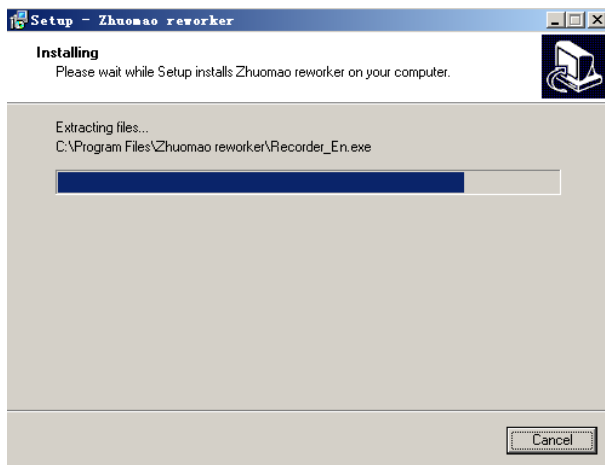 Setup - Zhuomao reworker
Installing
Please wait while Setup installs Zhuomao reworker on your computer.
Extracting files...
C:\Program Files\Zhuomao reworker\Recorder_En.exe
Cancel